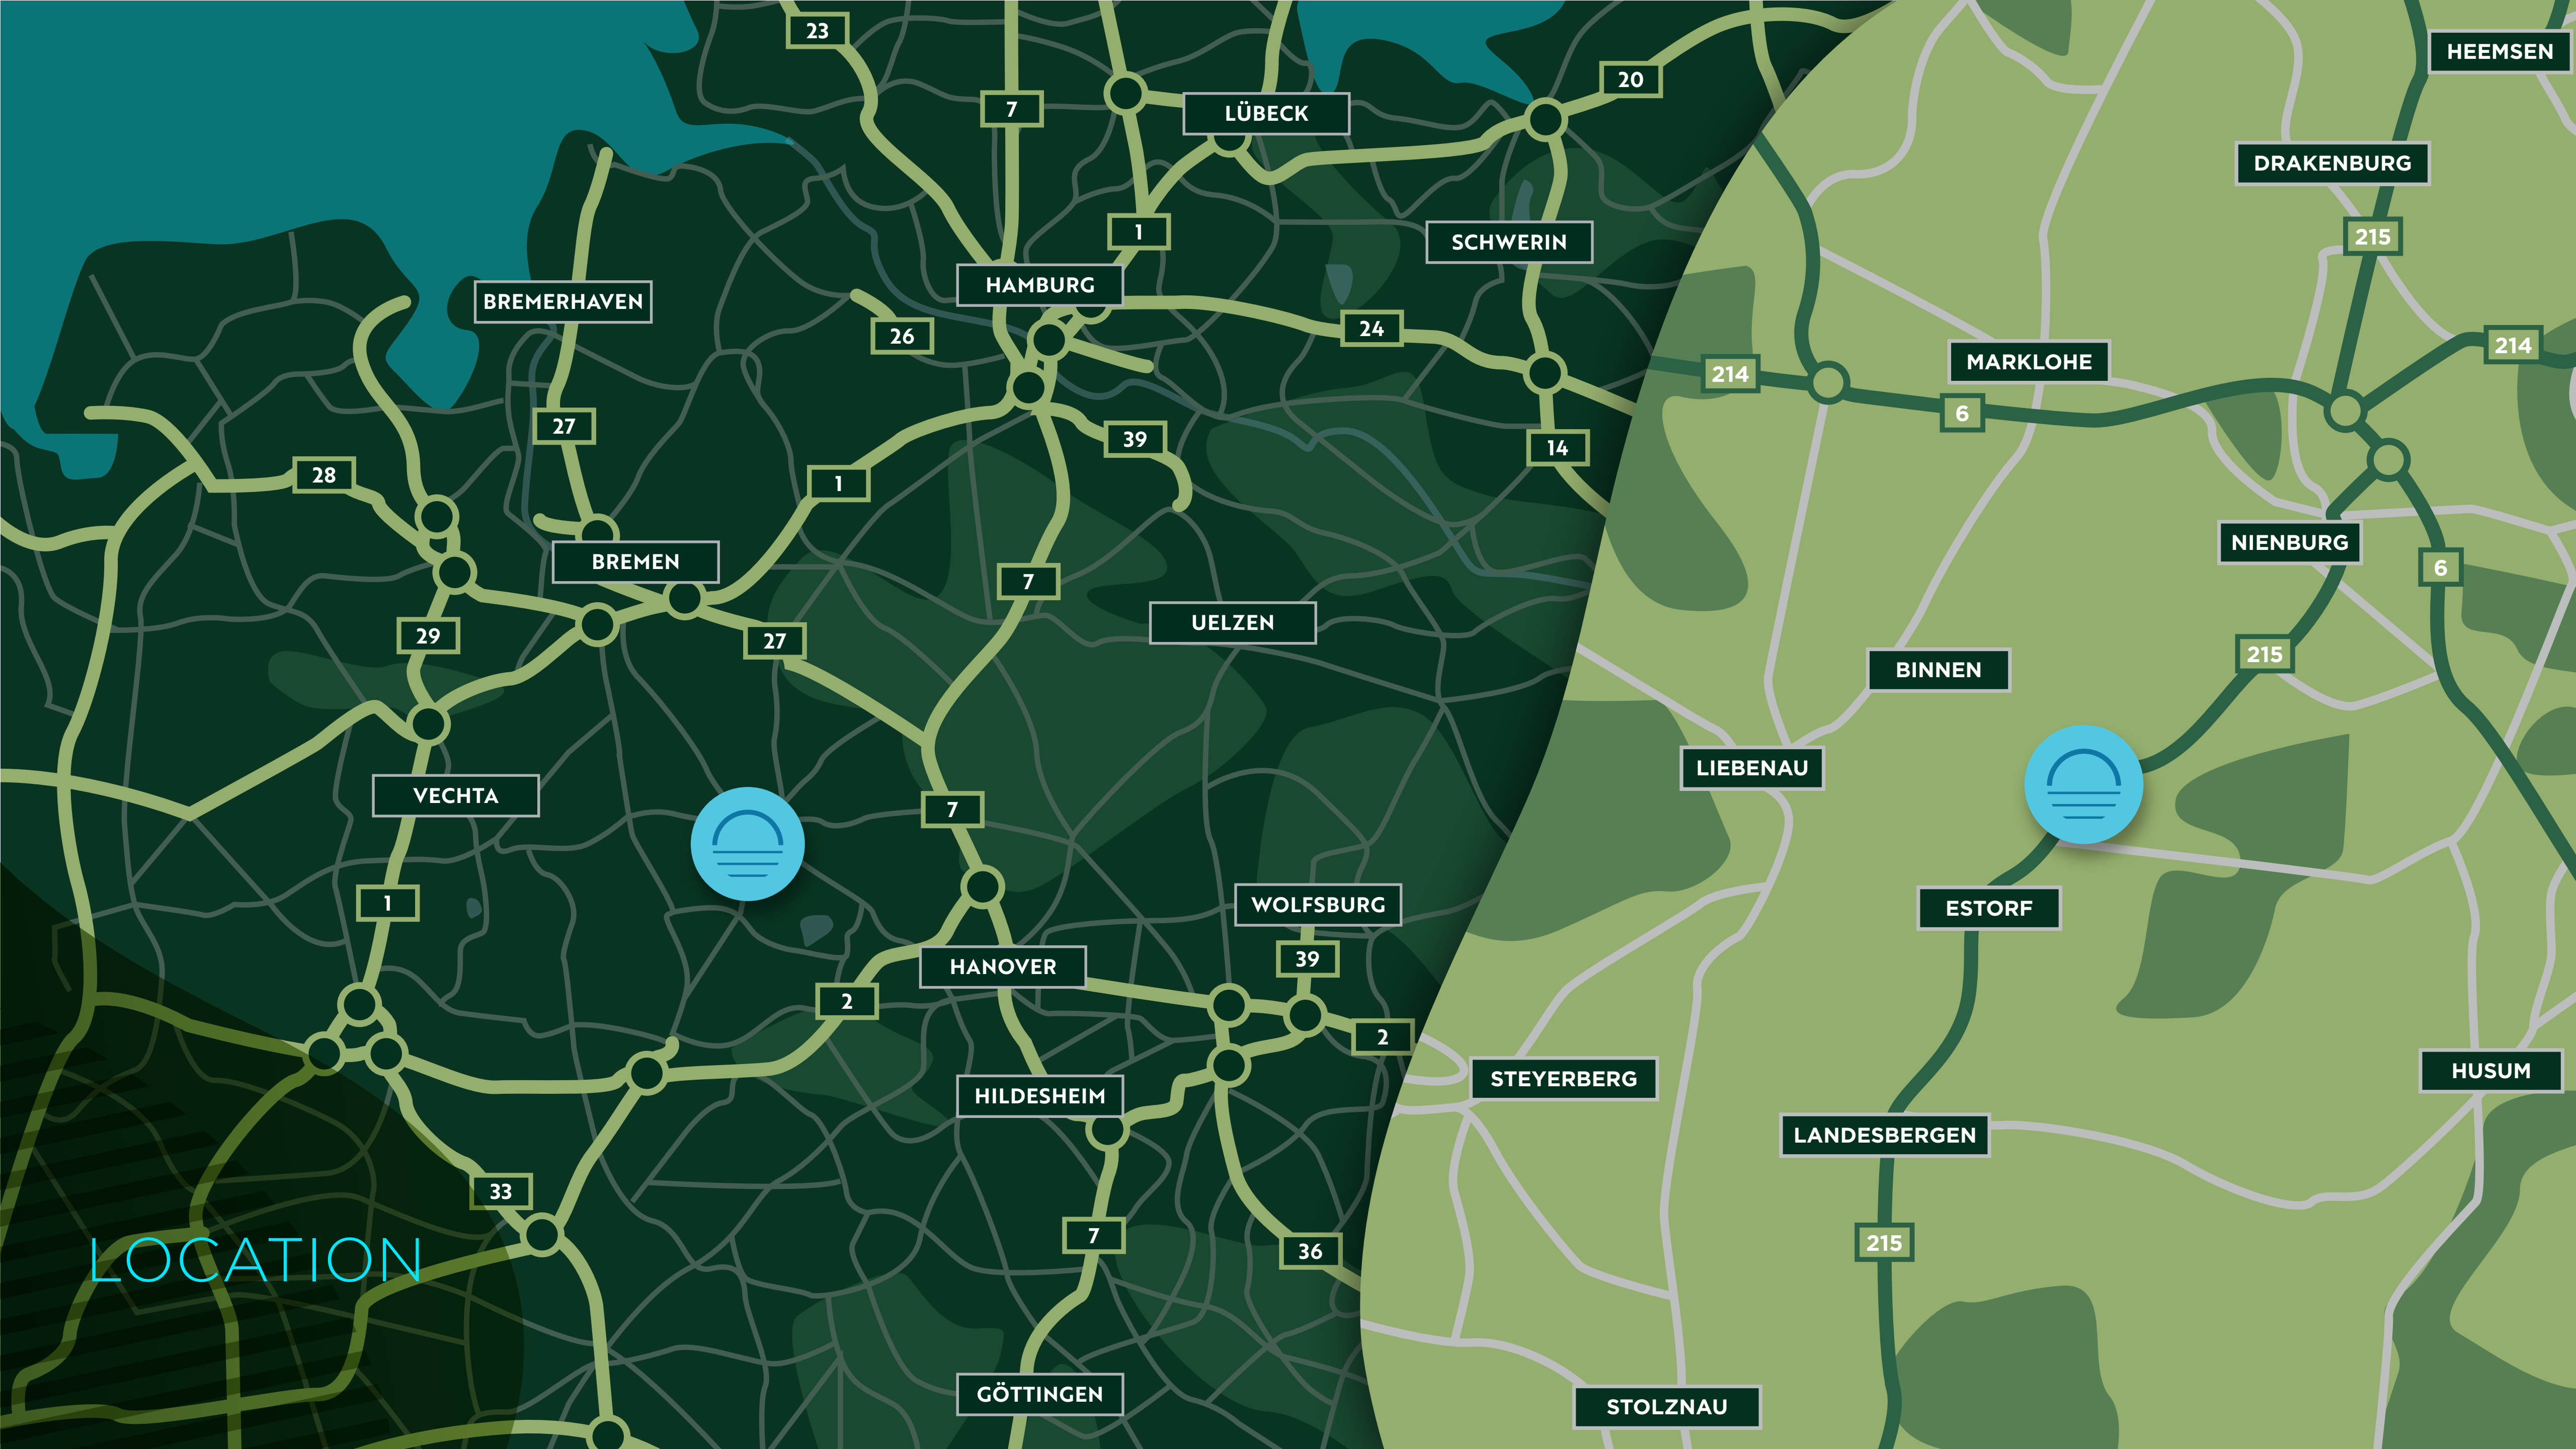 23
7
LÜBECK
20
1
SCHWERIN
HAMBURG
BREMERHAVEN
26
24
27
39
14
28
1
BREMEN
7
UELZEN
29
27
VECHTA
7
1
WOLFSBURG
39
HANOVER
2
2
HILDESHEIM
33
7
36
LOCATION
GÖTTINGEN
HEEMSEN
DRAKENBURG
215
214
MARKLOHE
214
6
NIENBURG
6
215
BINNEN
LIEBENAU
ESTORF
STEYERBERG
HUSUM
LANDESBERGEN
215
STOLZNAU